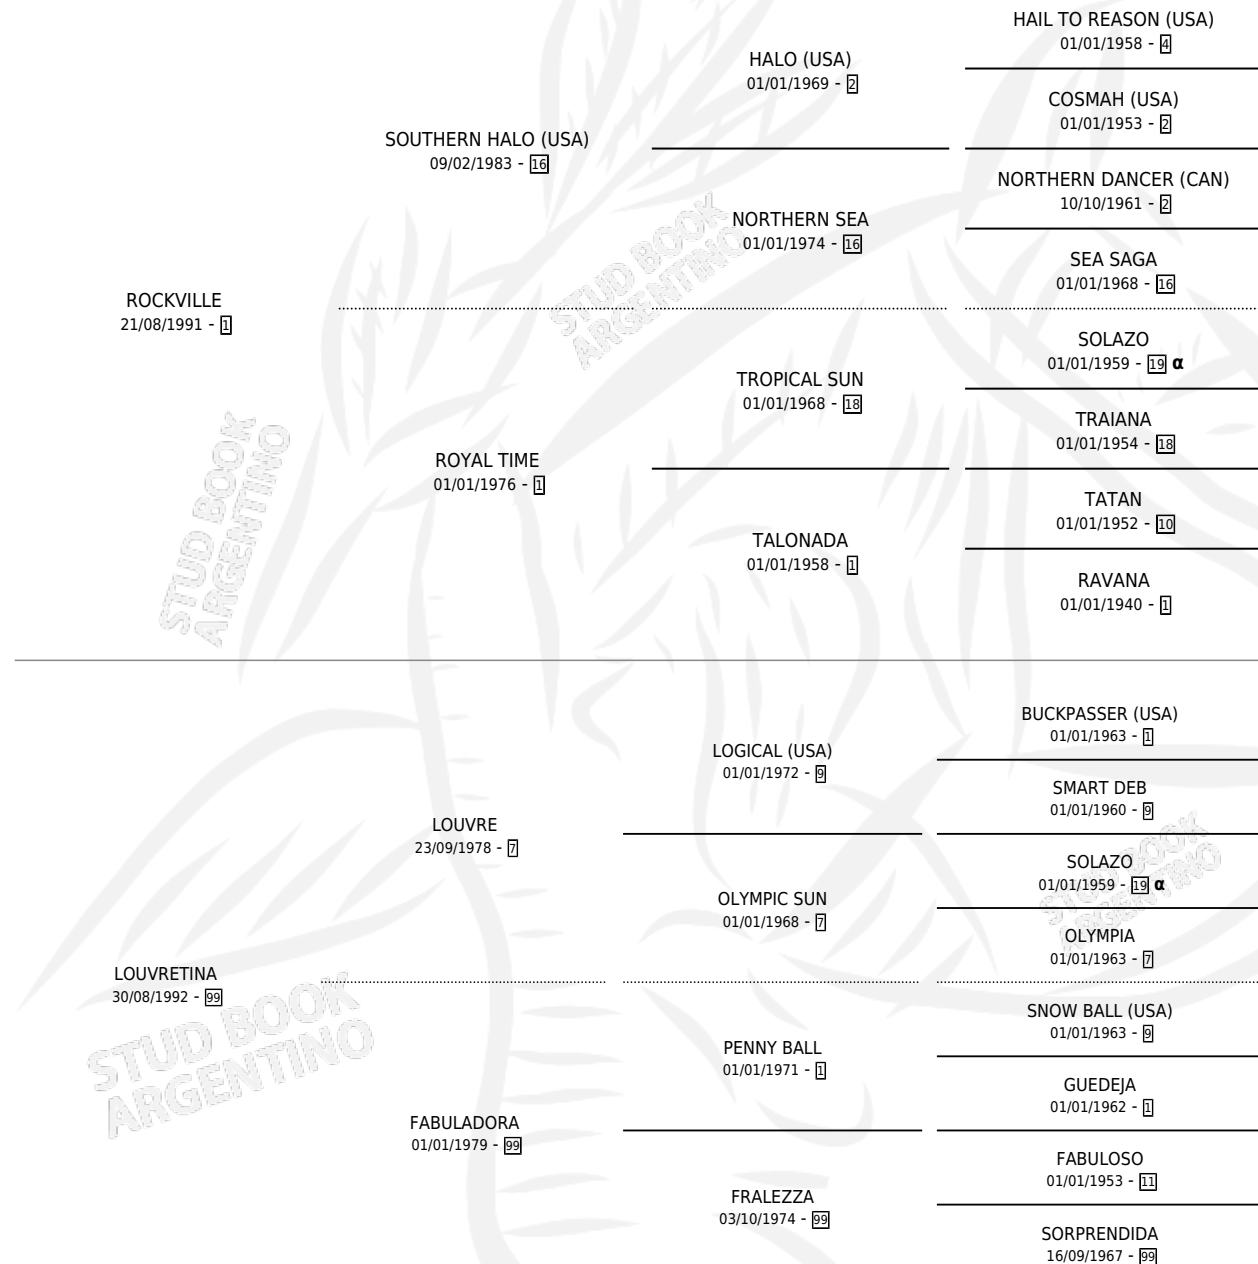 HAIL TO REASON (USA)
01/01/1958 - 4
HALO (USA)
01/01/1969 - 2
COSMAH (USA)
01/01/1953 - 2
SOUTHERN HALO (USA)
09/02/1983 - 16
NORTHERN DANCER (CAN)
10/10/1961 - 2
NORTHERN SEA
01/01/1974 - 16
SEA SAGA
01/01/1968 - 16
STUD BOOK
ARGENTINO
ROCKVILLE
21/08/1991 - 1
SOLAZO
01/01/1959 - 19 α
TROPICAL SUN
01/01/1968 - 18
TRAIANA
01/01/1954 - 18
ROYAL TIME
01/01/1976 - 1
STUD BOOK
ARGENTINO
TATAN
01/01/1952 - 10
TALONADA
01/01/1958 - 1
RAVANA
01/01/1940 - 1
BUCKPASSER (USA)
01/01/1963 - 1
LOGICAL (USA)
01/01/1972 - 9
SMART DEB
01/01/1960 - 9
LOUVRE
23/09/1978 - 7
SOLAZO
01/01/1959 - 19 α
STUD BOOK
ARGENTINO
OLYMPIC SUN
01/01/1968 - 7
OLYMPIA
01/01/1963 - 7
LOUVRETINA
30/08/1992 - 99
STUD BOOK
ARGENTINO
SNOW BALL (USA)
01/01/1963 - 9
PENNY BALL
01/01/1971 - 1
GUEDEJA
01/01/1962 - 1
FABULADORA
01/01/1979 - 99
FABULOSO
01/01/1953 - 11
FRALEZZA
03/10/1974 - 99
SORPRENDIDA
16/09/1967 - 99